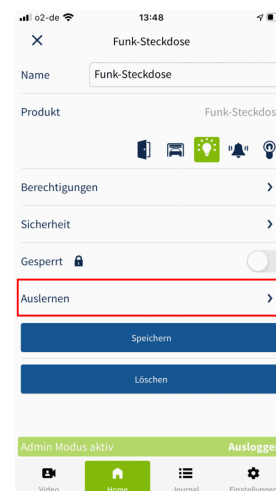 o2-de 13:48
Funk-Steckdose
Name Funk-Steckdose
Produkt Funk-Steckdos
Berechtigungen
Sicherheit
Gesperrt
Auslernen
Speichern
Löschen
Admin Modus aktiv Auslogge
Video Home Journal Einstellungen